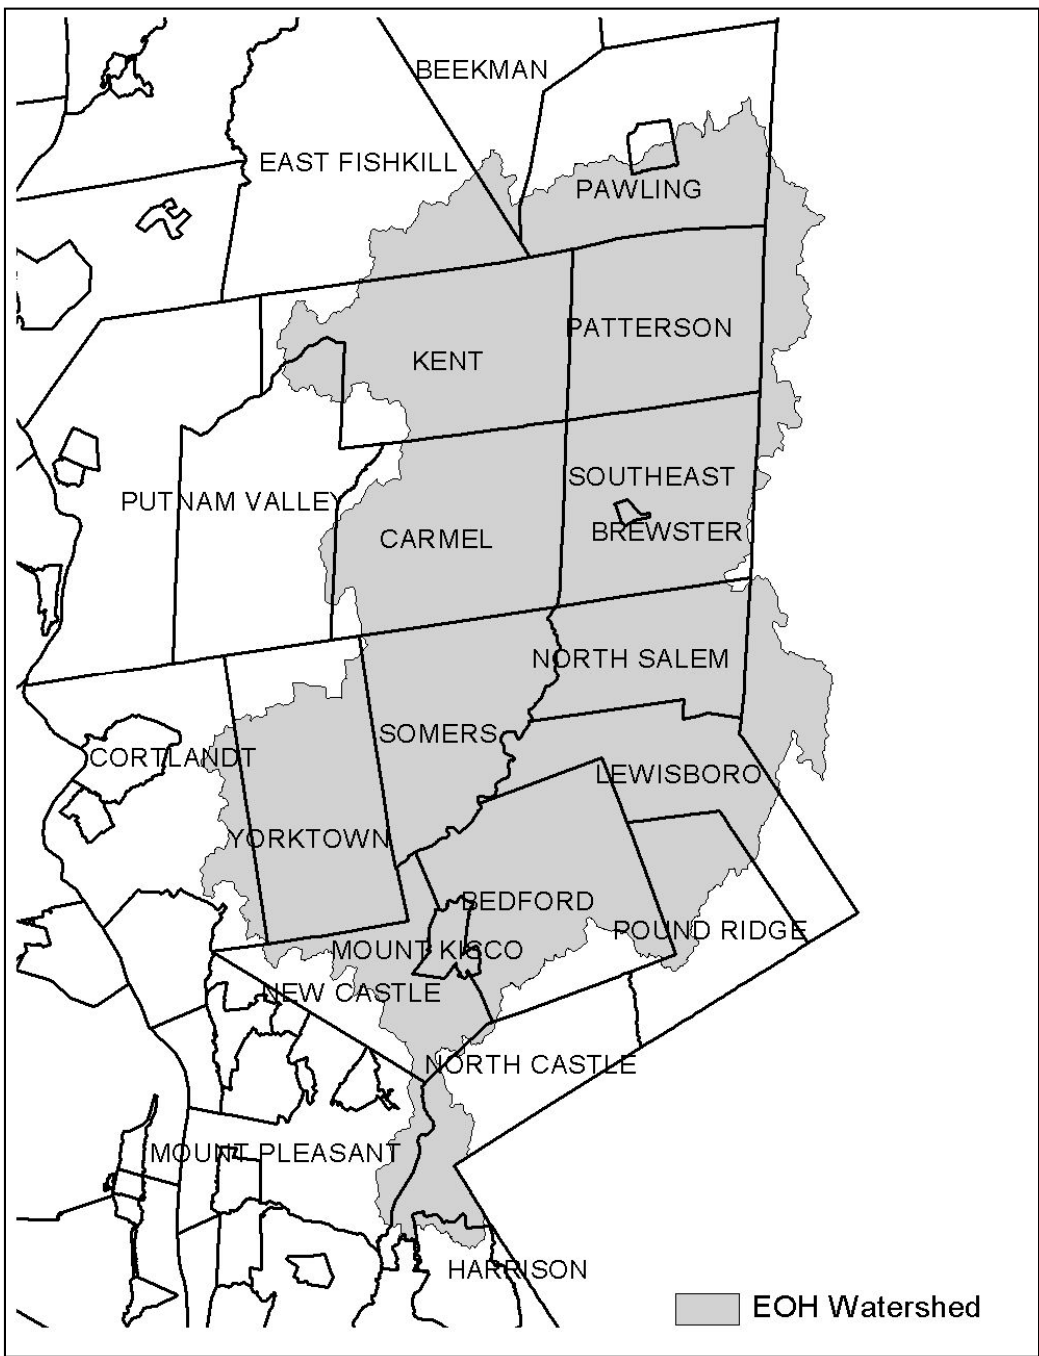 BEEKMAN
EAST FISHKILL
PAWLING
PATTERSON
KENT
SOUTHEAST
PUTNAM VALLEY
BREWSTER
CARMEL
NORTH SALEM
SOMERS
CORTLANDT
LEWISBORO
YORKTOWN
BEDFORD
POUND RIDGE
MOUNT KISCO
NEW CASTLE
NORTH CASTLE
MOUNT PLEASANT
HARRISON
EOH Watershed